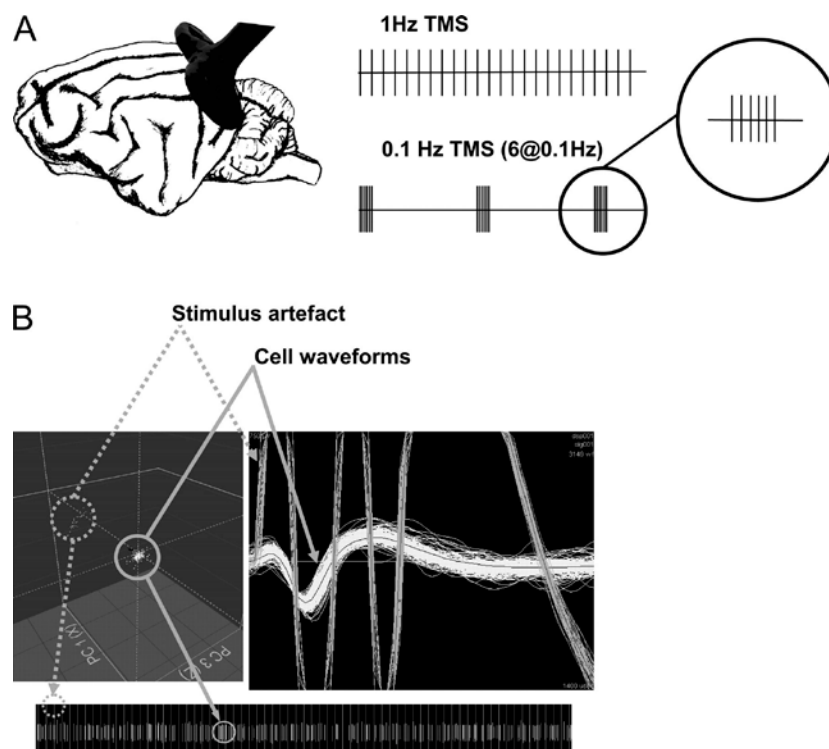 A
1Hz TMS
0.1 Hz TMS (6@0.1Hz)
B
Stimulus artefact
Cell waveforms
PC 1 (X)
PC 3 (Z)